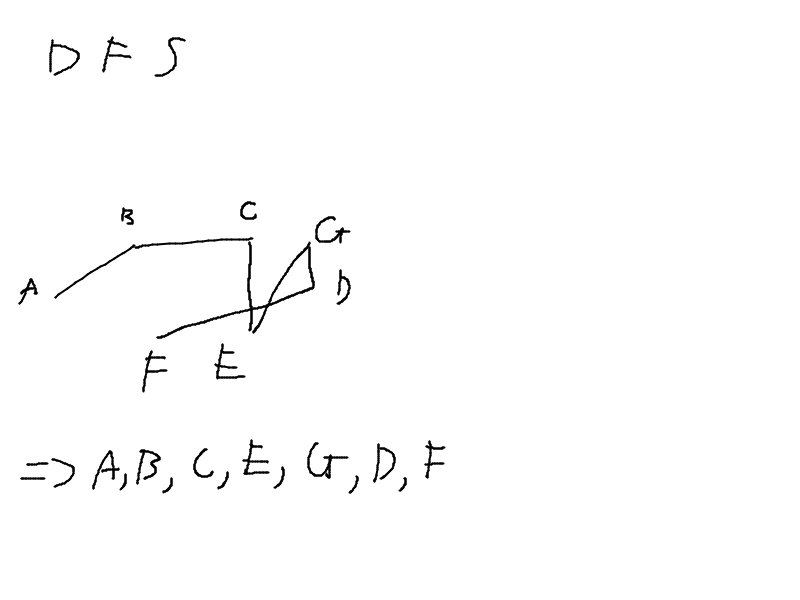 DFS
B
C
G
A
D
F
E
=> A, B, C, E, G, D, F